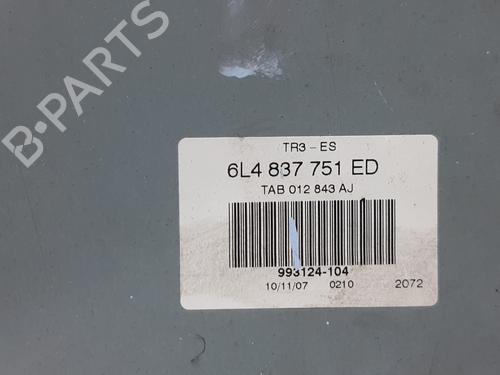 B-PARTS
TR3 - ES
6L4 837 751 ED
TAB 012 843 AJ
993124-104
10/11/07 0210 2072